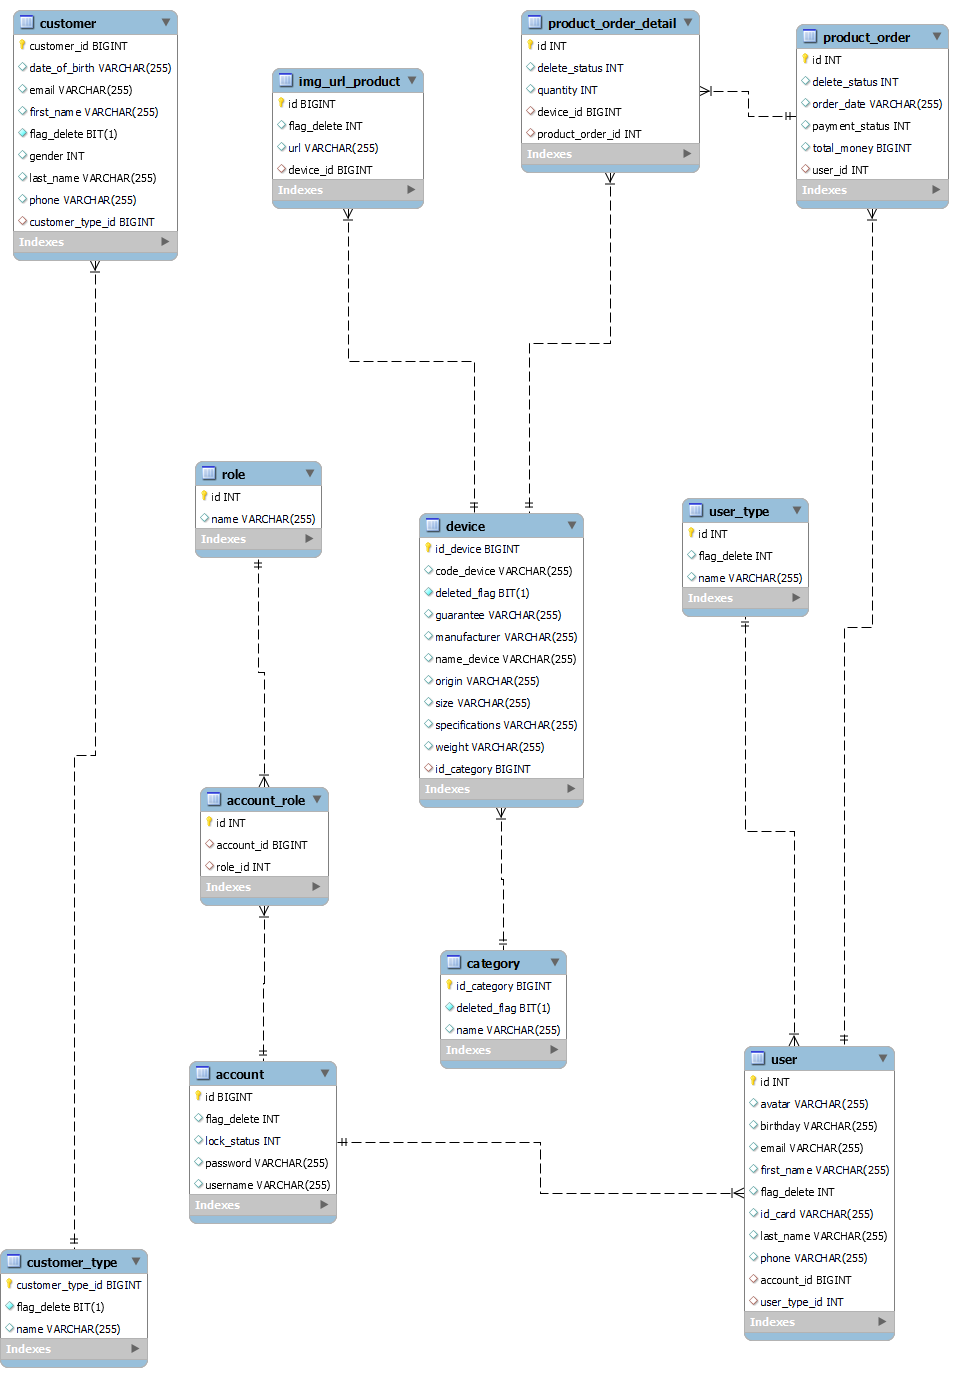 customer
customer_id BIGINT
date_of_birth VARCHAR(255)
email VARCHAR(255)
first_name VARCHAR(255)
flag_delete BIT(1)
gender INT
last_name VARCHAR(255)
phone VARCHAR(255)
customer_type_id BIGINT
Indexes
img_url_product
id BIGINT
flag_delete INT
url VARCHAR(255)
device_id BIGINT
Indexes
product_order_detail
id INT
delete_status INT
quantity INT
device_id BIGINT
product_order_id INT
Indexes
product_order
id INT
delete_status INT
order_date VARCHAR(255)
payment_status INT
total_money BIGINT
user_id INT
Indexes
role
id INT
name VARCHAR(255)
Indexes
device
id_device BIGINT
code_device VARCHAR(255)
deleted_flag BIT(1)
guarantee VARCHAR(255)
manufacturer VARCHAR(255)
name_device VARCHAR(255)
origin VARCHAR(255)
size VARCHAR(255)
specifications VARCHAR(255)
weight VARCHAR(255)
id_category BIGINT
Indexes
user_type
id INT
flag_delete INT
name VARCHAR(255)
Indexes
account_role
id INT
account_id BIGINT
role_id INT
Indexes
category
id_category BIGINT
deleted_flag BIT(1)
name VARCHAR(255)
Indexes
account
id BIGINT
flag_delete INT
lock_status INT
password VARCHAR(255)
username VARCHAR(255)
Indexes
user
id INT
avatar VARCHAR(255)
birthday VARCHAR(255)
email VARCHAR(255)
first_name VARCHAR(255)
flag_delete INT
id_card VARCHAR(255)
last_name VARCHAR(255)
phone VARCHAR(255)
account_id BIGINT
user_type_id INT
Indexes
customer_type
customer_type_id BIGINT
flag_delete BIT(1)
name VARCHAR(255)
Indexes